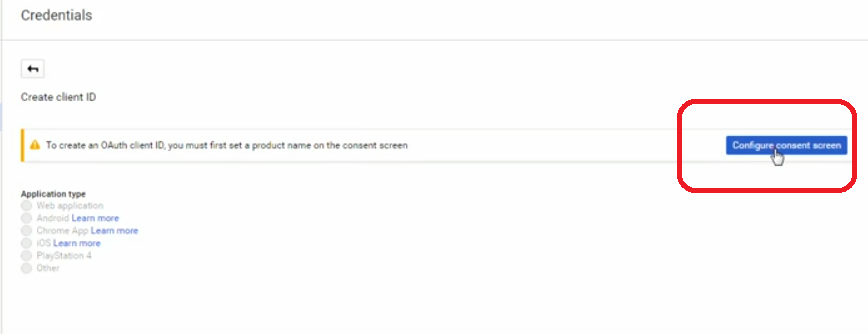 Credentials
Create client ID
To create an OAuth client ID, you must first set a product name on the consent screen
Configure consent screen
Application type
Web application
Android Learn more
Chrome App Learn more
iOS Learn more
PlayStation 4
Other